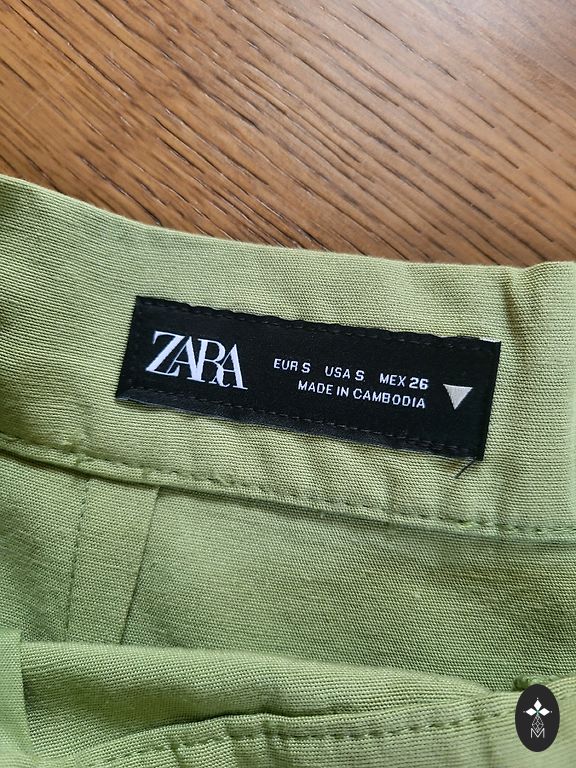 ZARA
EUR S USA S MEX 26
MADE IN CAMBODIA
M